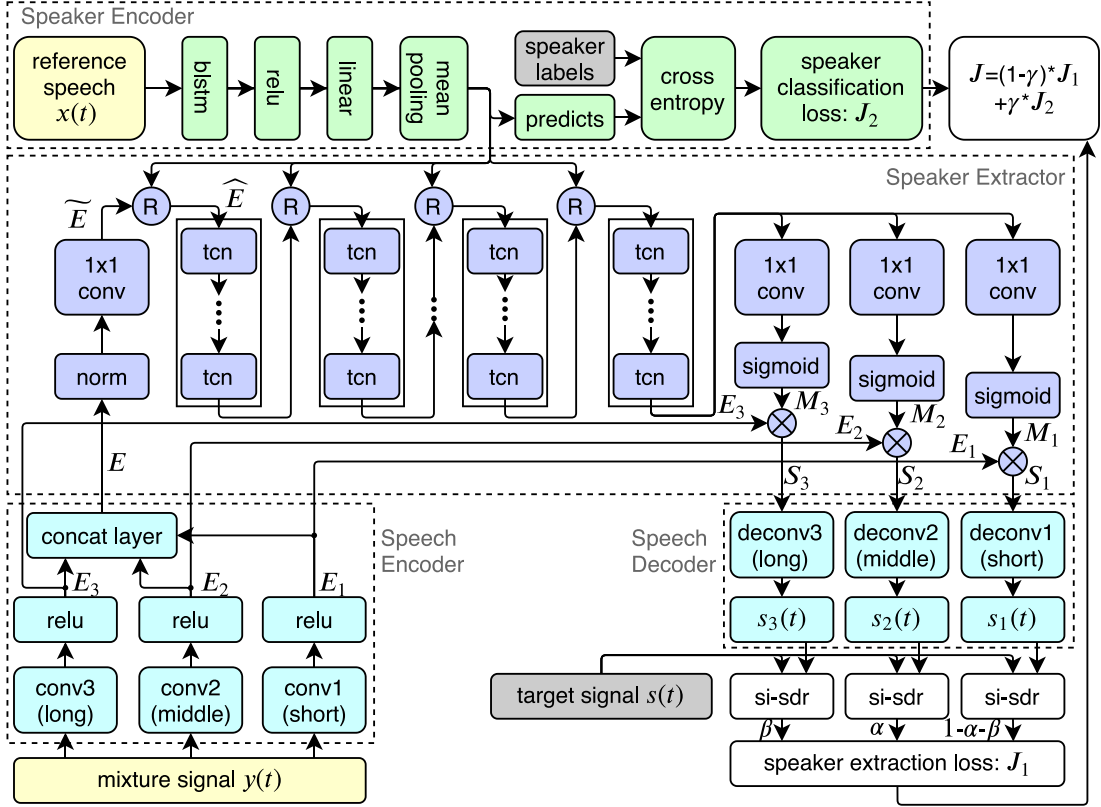 Speaker Encoder
reference
speech
x(t)
blstm
relu
linear
mean
pooling
speaker
labels
predicts
cross
entropy
speaker
classification
loss: J₂
J=(1-γ)*J₁
+γ*J₂
Speaker Extractor
Ẽ
R
Ê
R
R
R
1x1
conv
norm
tcn
tcn
tcn
tcn
tcn
tcn
tcn
tcn
1x1
conv
1x1
conv
1x1
conv
sigmoid
sigmoid
sigmoid
E₃
M₃
E₂
M₂
E₁
M₁
E
S₃
S₂
S₁
concat layer
Speech
Encoder
E₃
E₂
E₁
relu
relu
relu
conv3
(long)
conv2
(middle)
conv1
(short)
mixture signal y(t)
Speech
Decoder
deconv3
(long)
deconv2
(middle)
deconv1
(short)
s₃(t)
s₂(t)
s₁(t)
target signal s(t)
si-sdr
si-sdr
si-sdr
β
α
1-α-β
speaker extraction loss: J₁